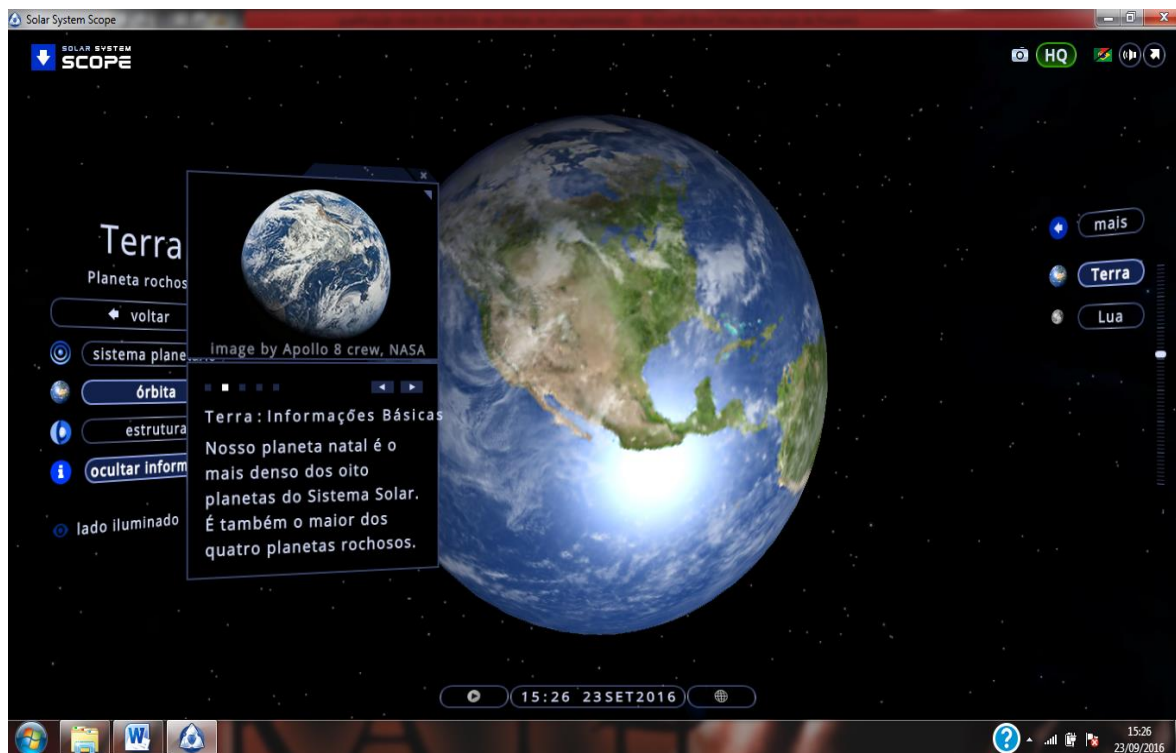 Solar System Scope
SOLAR SYSTEM
SCOPE
HQ
Terra
Planeta rochos
voltar
sistema planetário
órbita
estrutura
ocultar inform
lado iluminado
image by Apollo 8 crew, NASA
Terra : Informações Básicas
Nosso planeta natal é o
mais denso dos oito
planetas do Sistema Solar.
É também o maior dos
quatro planetas rochosos.
mais
Terra
Lua
15:26 23SET2016
15:26
23/09/2016